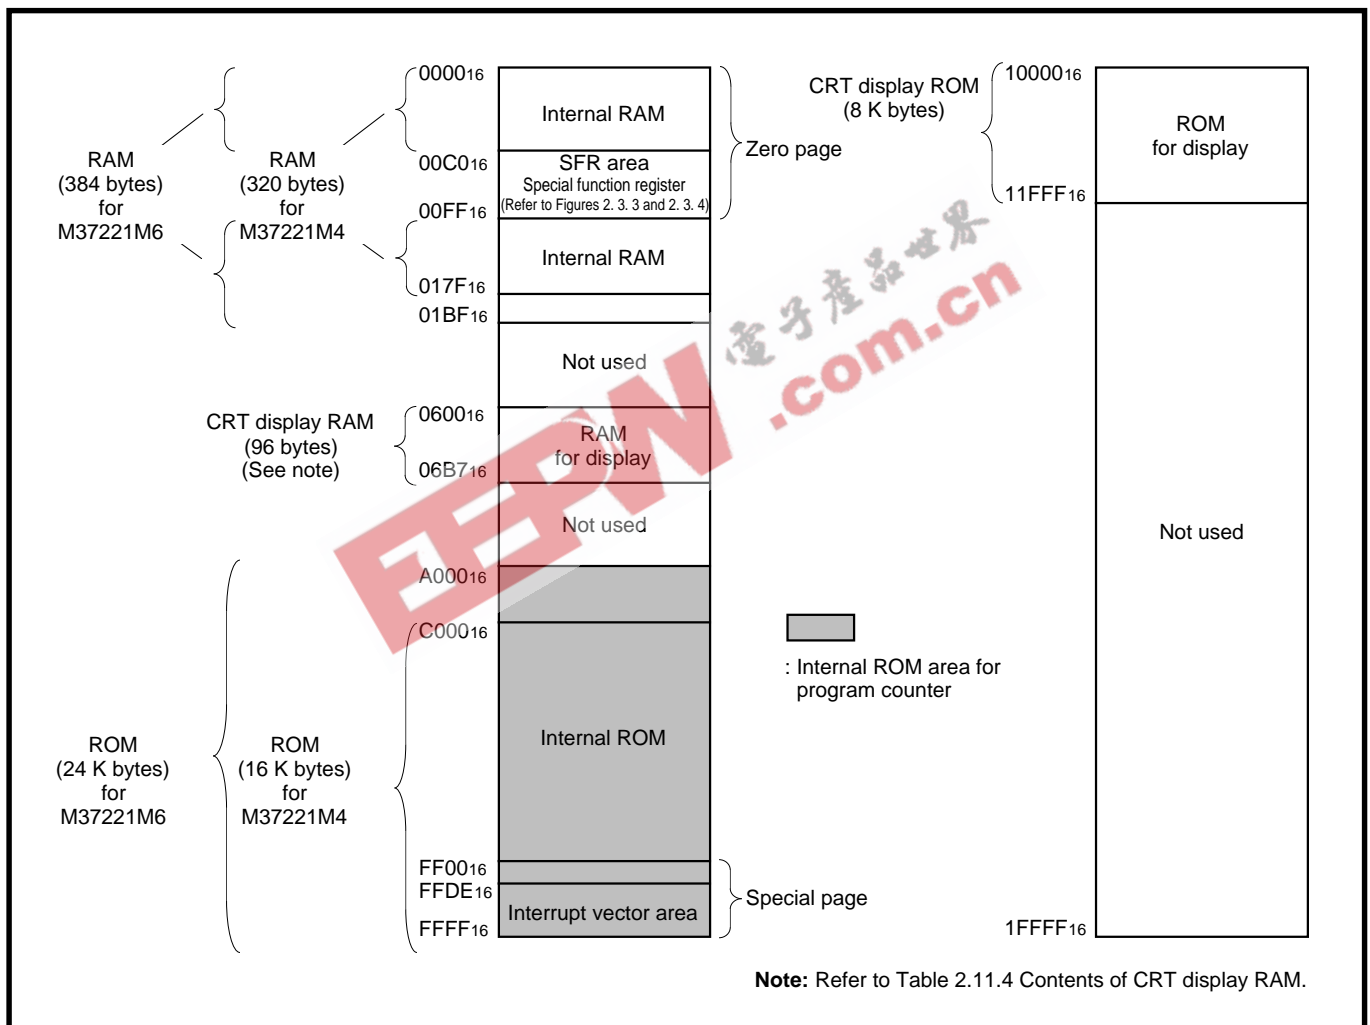 RAM
(384 bytes)
for
M37221M6
RAM
(320 bytes)
for
M37221M4
0000₁₆
00C0₁₆
00FF₁₆
017F₁₆
01BF₁₆
Internal RAM
SFR area
Special function register
(Refer to Figures 2. 3. 3 and 2. 3. 4)
Internal RAM
Not used
Zero page
CRT display RAM
(96 bytes)
(See note)
0600₁₆
06B7₁₆
RAM
for display
Not used
ROM
(24 K bytes)
for
M37221M6
ROM
(16 K bytes)
for
M37221M4
A000₁₆
C000₁₆
FF00₁₆
FFDE₁₆
FFFF₁₆
Internal ROM
Interrupt vector area
Special page
CRT display ROM
(8 K bytes)
10000₁₆
11FFF₁₆
1FFFF₁₆
ROM
for display
Not used
: Internal ROM area for
program counter
Note: Refer to Table 2.11.4 Contents of CRT display RAM.
EEPW
電子產品世界
.com.cn